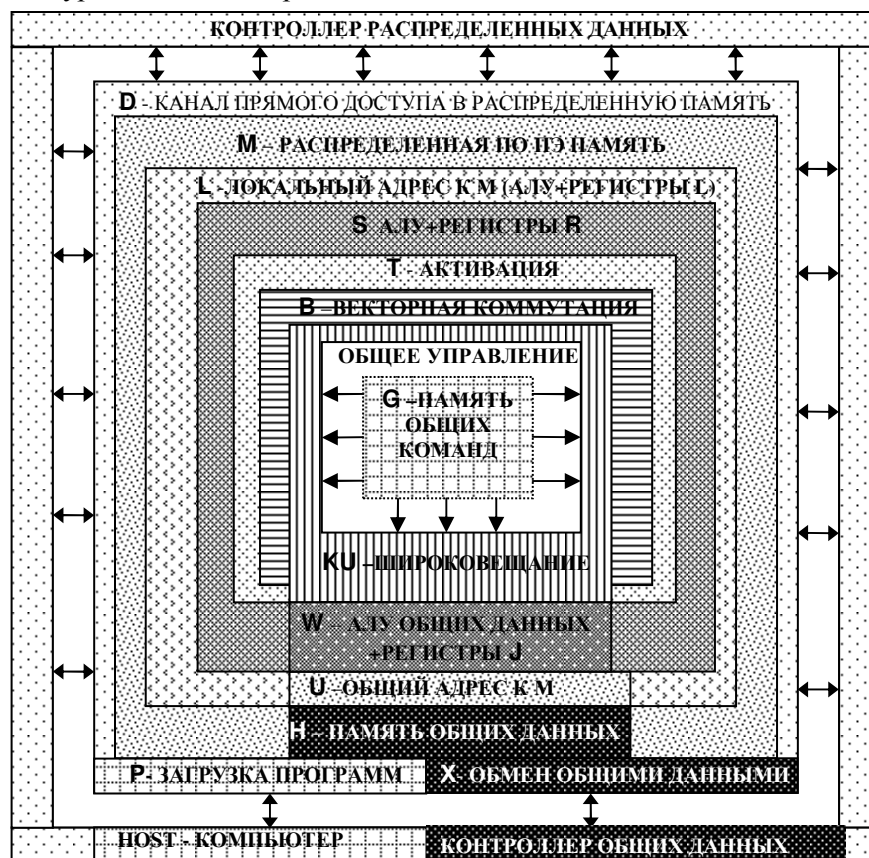 КОНТРОЛЛЕР РАСПРЕДЕЛЕННЫХ ДАННЫХ
D - КАНАЛ ПРЯМОГО ДОСТУПА В РАСПРЕДЕЛЕННУЮ ПАМЯТЬ
M – РАСПРЕДЕЛЕННАЯ ПО ПЭ ПАМЯТЬ
L -ЛОКАЛЬНЫЙ АДРЕС К М (АЛУ+РЕГИСТРЫ L)
S АЛУ+РЕГИСТРЫ R
T - АКТИВАЦИЯ
B –ВЕКТОРНАЯ КОММУТАЦИЯ
ОБЩЕЕ УПРАВЛЕНИЕ
G –ПАМЯТЬ
ОБЩИХ
КОМАНД
KU –ШИРОКОВЕЩАНИЕ
W – АЛУ ОБЩИХ ДАННЫХ
+РЕГИСТРЫ J
U –ОБЩИЙ АДРЕС К М
H – ПАМЯТЬ ОБЩИХ ДАННЫХ
P- ЗАГРУЗКА ПРОГРАММ
X- ОБМЕН ОБЩИМИ ДАННЫМИ
HOST - КОМПЬЮТЕР
КОНТРОЛЛЕР ОБЩИХ ДАННЫХ